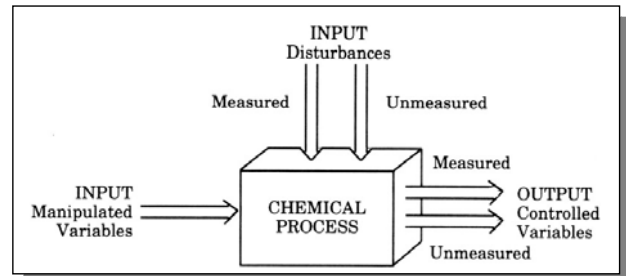 INPUT
Disturbances
Measured
Unmeasured
Measured
INPUT
Manipulated
Variables
CHEMICAL
PROCESS
OUTPUT
Controlled
Variables
Unmeasured